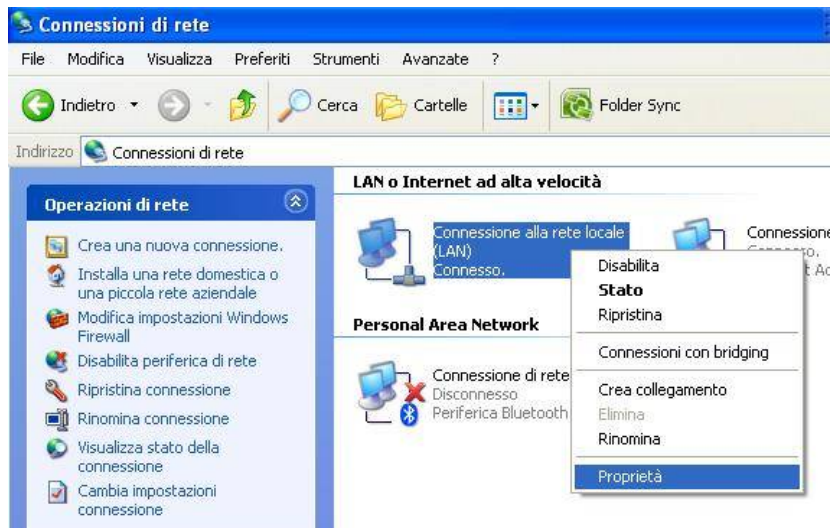 Connessioni di rete
File Modifica Visualizza Preferiti Strumenti Avanzate ?
Indietro Cerca Cartelle Folder Sync
Indirizzo Connessioni di rete
Operazioni di rete
Crea una nuova connessione.
Installa una rete domestica o
una piccola rete aziendale
Modifica impostazioni Windows
Firewall
Disabilita periferica di rete
Ripristina connessione
Rinomina connessione
Visualizza stato della
connessione
Cambia impostazioni
connessione
LAN o Internet ad alta velocità
Connessione alla rete locale
(LAN)
Connesso.
Connessione
Personal Area Network
Connessione di rete
Disconnesso
Periferica Bluetooth
Disabilita
Stato
Ripristina
Connessioni con bridging
Crea collegamento
Elimina
Rinomina
Proprietà